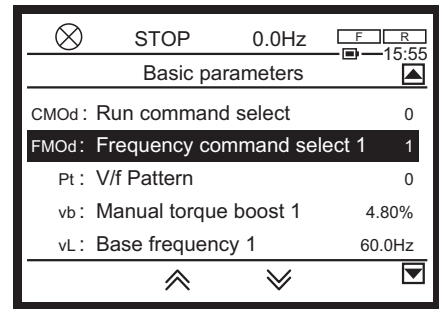 STOP 0.0Hz F R
15:55
Basic parameters
CMOd : Run command select 0
FMOd : Frequency command select 1 1
Pt : V/f Pattern 0
vb : Manual torque boost 1 4.80%
vL : Base frequency 1 60.0Hz